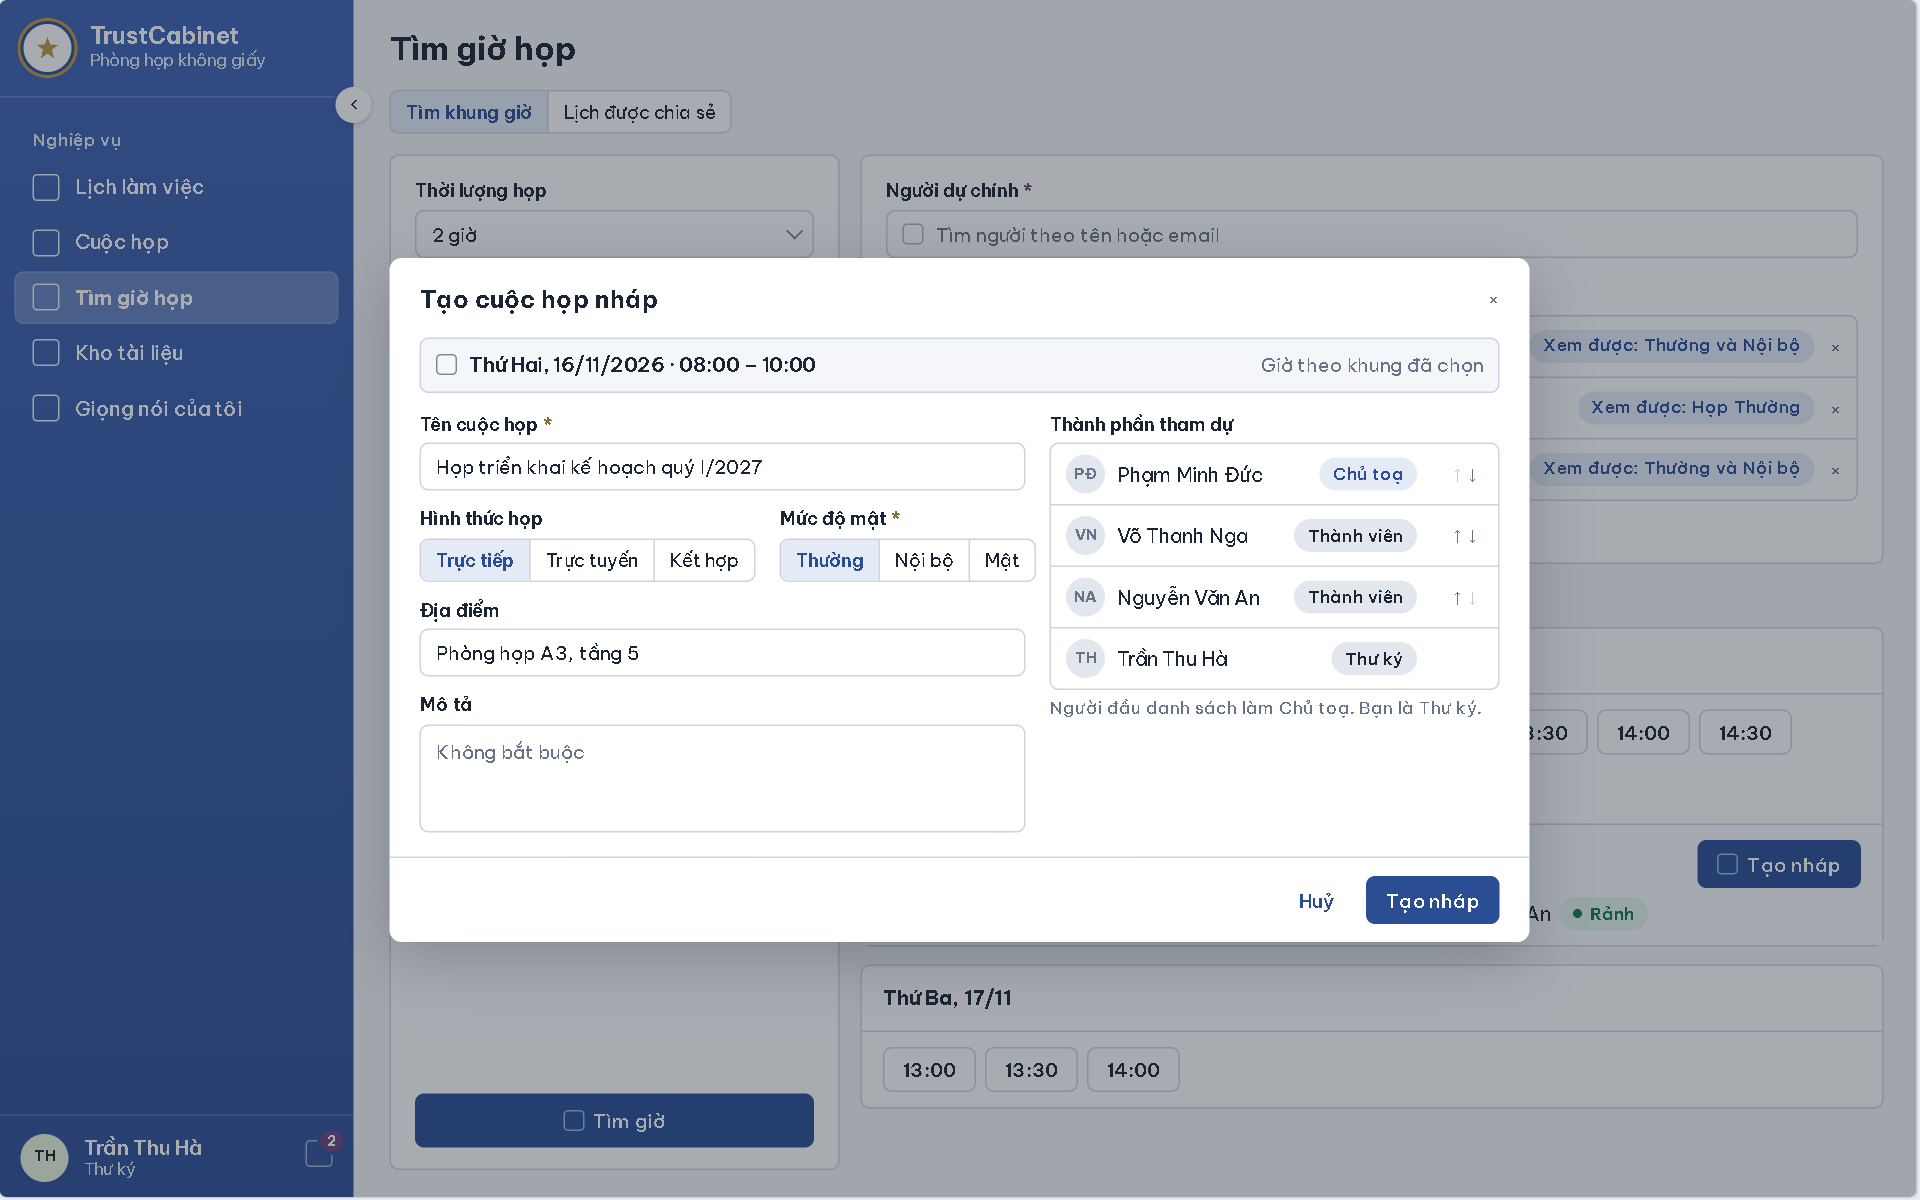 TrustCabinet
Phòng họp không giấy
Nghiệp vụ
Lịch làm việc
Cuộc họp
Tìm giờ họp
Kho tài liệu
Giọng nói của tôi
TH
Trần Thu Hà
Thư ký
2
Tìm giờ họp
Tìm khung giờ
Lịch được chia sẻ
Thời lượng họp
2 giờ
Tìm giờ
Người dự chính *
Tìm người theo tên hoặc email
Xem được: Thường và Nội bộ ×
Xem được: Họp Thường ×
Xem được: Thường và Nội bộ ×
Tạo cuộc họp nháp
×
Thứ Hai, 16/11/2026 · 08:00 – 10:00
Giờ theo khung đã chọn
Tên cuộc họp *
Họp triển khai kế hoạch quý I/2027
Hình thức họp
Trực tiếp
Trực tuyến
Kết hợp
Mức độ mật *
Thường
Nội bộ
Mật
Địa điểm
Phòng họp A3, tầng 5
Mô tả
Không bắt buộc
Thành phần tham dự
PĐ Phạm Minh Đức Chủ toạ ↑ ↓
VN Võ Thanh Nga Thành viên ↑ ↓
NA Nguyễn Văn An Thành viên ↑ ↓
TH Trần Thu Hà Thư ký
Người đầu danh sách làm Chủ toạ. Bạn là Thư ký.
Huỷ
Tạo nháp
:30
14:00
14:30
Tạo nháp
An
Rảnh
Thứ Ba, 17/11
13:00
13:30
14:00